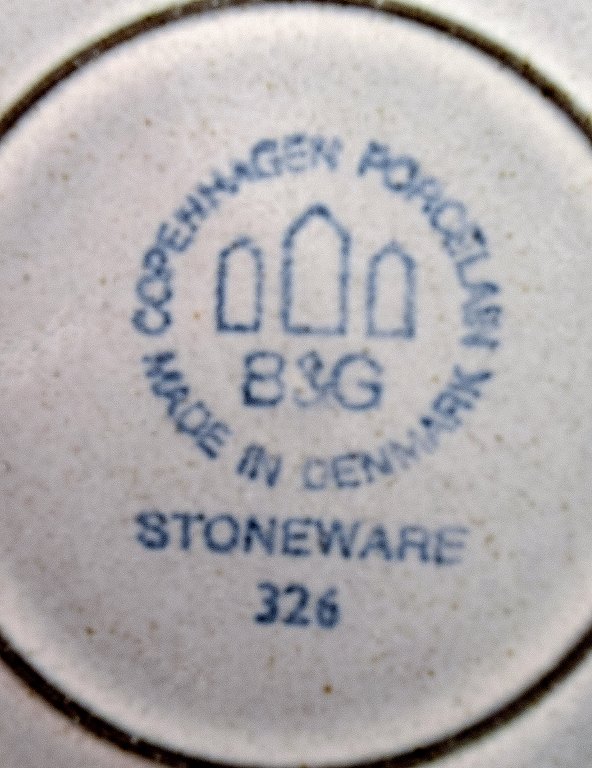 COPENHAGEN PORCELAIN
B&G
MADE IN DENMARK
STONEWARE
326